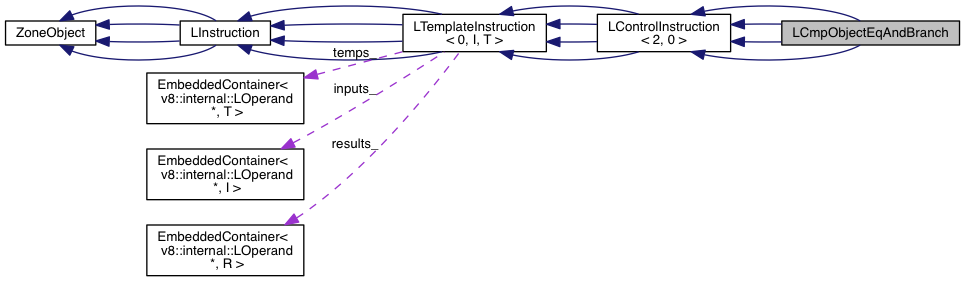 ZoneObject
LInstruction
LTemplateInstruction
< 0, I, T >
LControlInstruction
< 2, 0 >
LCmpObjectEqAndBranch
temps_
EmbeddedContainer<
v8::internal::LOperand
*, T >
inputs_
results_
EmbeddedContainer<
v8::internal::LOperand
*, I >
EmbeddedContainer<
v8::internal::LOperand
*, R >